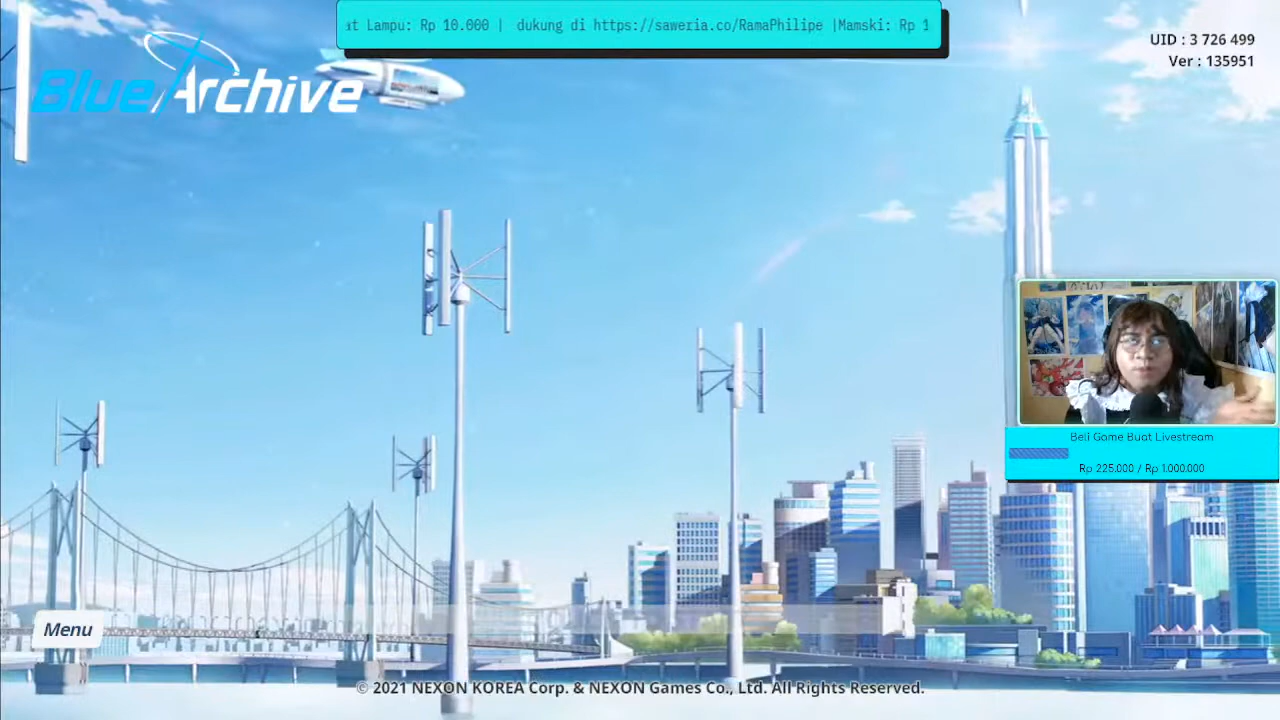 at Lampu: Rp 10.000 | dukung di https://saweria.co/RamaPhilipe |Mamski: Rp 1
UID : 3 726 499
Ver : 135951
Blue Archive
Beli Game Buat Livestream
Rp 225.000 / Rp 1.000.000
Menu
© 2021 NEXON KOREA Corp. & NEXON Games Co., Ltd. All Rights Reserved.